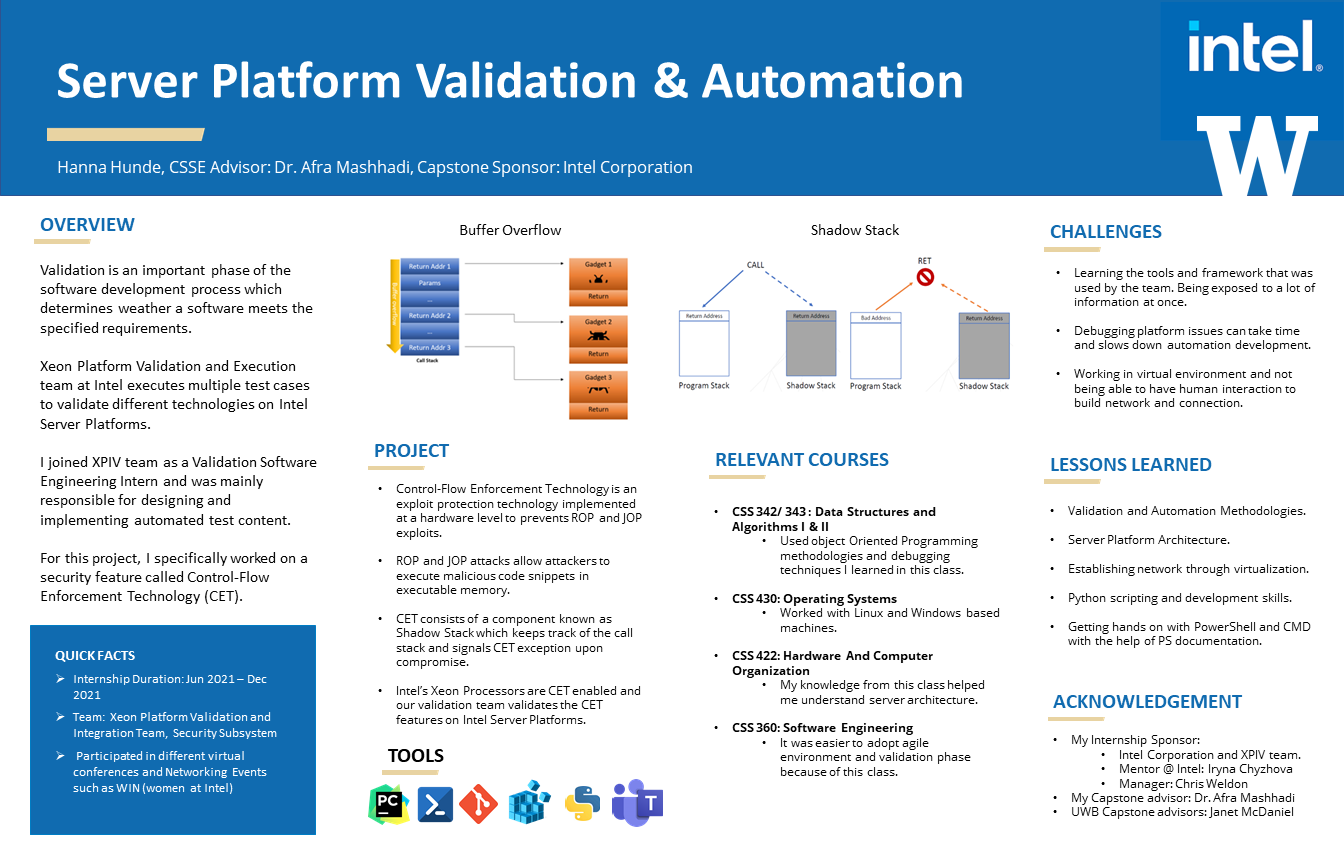 Server Platform Validation & Automation
Hanna Hunde, CSSE Advisor: Dr. Afra Mashhadi, Capstone Sponsor: Intel Corporation
intel®
W
OVERVIEW
Validation is an important phase of the
software development process which
determines weather a software meets the
specified requirements.
Xeon Platform Validation and Execution
team at Intel executes multiple test cases
to validate different technologies on Intel
Server Platforms.
I joined XPIV team as a Validation Software
Engineering Intern and was mainly
responsible for designing and
implementing automated test content.
For this project, I specifically worked on a
security feature called Control-Flow
Enforcement Technology (CET).
QUICK FACTS
➢ Internship Duration: Jun 2021 – Dec
2021
➢ Team: Xeon Platform Validation and
Integration Team, Security Subsystem
➢ Participated in different virtual
conferences and Networking Events
such as WIN (women at Intel)
Buffer Overflow
Buffer overflow
Return Addr 1
Params
...
Return Addr 2
...
Return Addr 3
Call Stack
Gadget 1
Return
Gadget 2
Return
Gadget 3
Return
Shadow Stack
CALL
Return Address
Program Stack
Return Address
Shadow Stack
RET
Bad Address
Program Stack
Return Address
Shadow Stack
PROJECT
• Control-Flow Enforcement Technology is an
exploit protection technology implemented
at a hardware level to prevents ROP and JOP
exploits.
• ROP and JOP attacks allow attackers to
execute malicious code snippets in
executable memory.
• CET consists of a component known as
Shadow Stack which keeps track of the call
stack and signals CET exception upon
compromise.
• Intel's Xeon Processors are CET enabled and
our validation team validates the CET
features on Intel Server Platforms.
TOOLS
PC
T
RELEVANT COURSES
• CSS 342/ 343 : Data Structures and
Algorithms I & II
• Used object Oriented Programming
methodologies and debugging
techniques I learned in this class.
• CSS 430: Operating Systems
• Worked with Linux and Windows based
machines.
• CSS 422: Hardware And Computer
Organization
• My knowledge from this class helped
me understand server architecture.
• CSS 360: Software Engineering
• It was easier to adopt agile
environment and validation phase
because of this class.
CHALLENGES
• Learning the tools and framework that was
used by the team. Being exposed to a lot of
information at once.
• Debugging platform issues can take time
and slows down automation development.
• Working in virtual environment and not
being able to have human interaction to
build network and connection.
LESSONS LEARNED
• Validation and Automation Methodologies.
• Server Platform Architecture.
• Establishing network through virtualization.
• Python scripting and development skills.
• Getting hands on with PowerShell and CMD
with the help of PS documentation.
ACKNOWLEDGEMENT
• My Internship Sponsor:
• Intel Corporation and XPIV team.
• Mentor @ Intel: Iryna Chyzhova
• Manager: Chris Weldon
• My Capstone advisor: Dr. Afra Mashhadi
• UWB Capstone advisors: Janet McDaniel